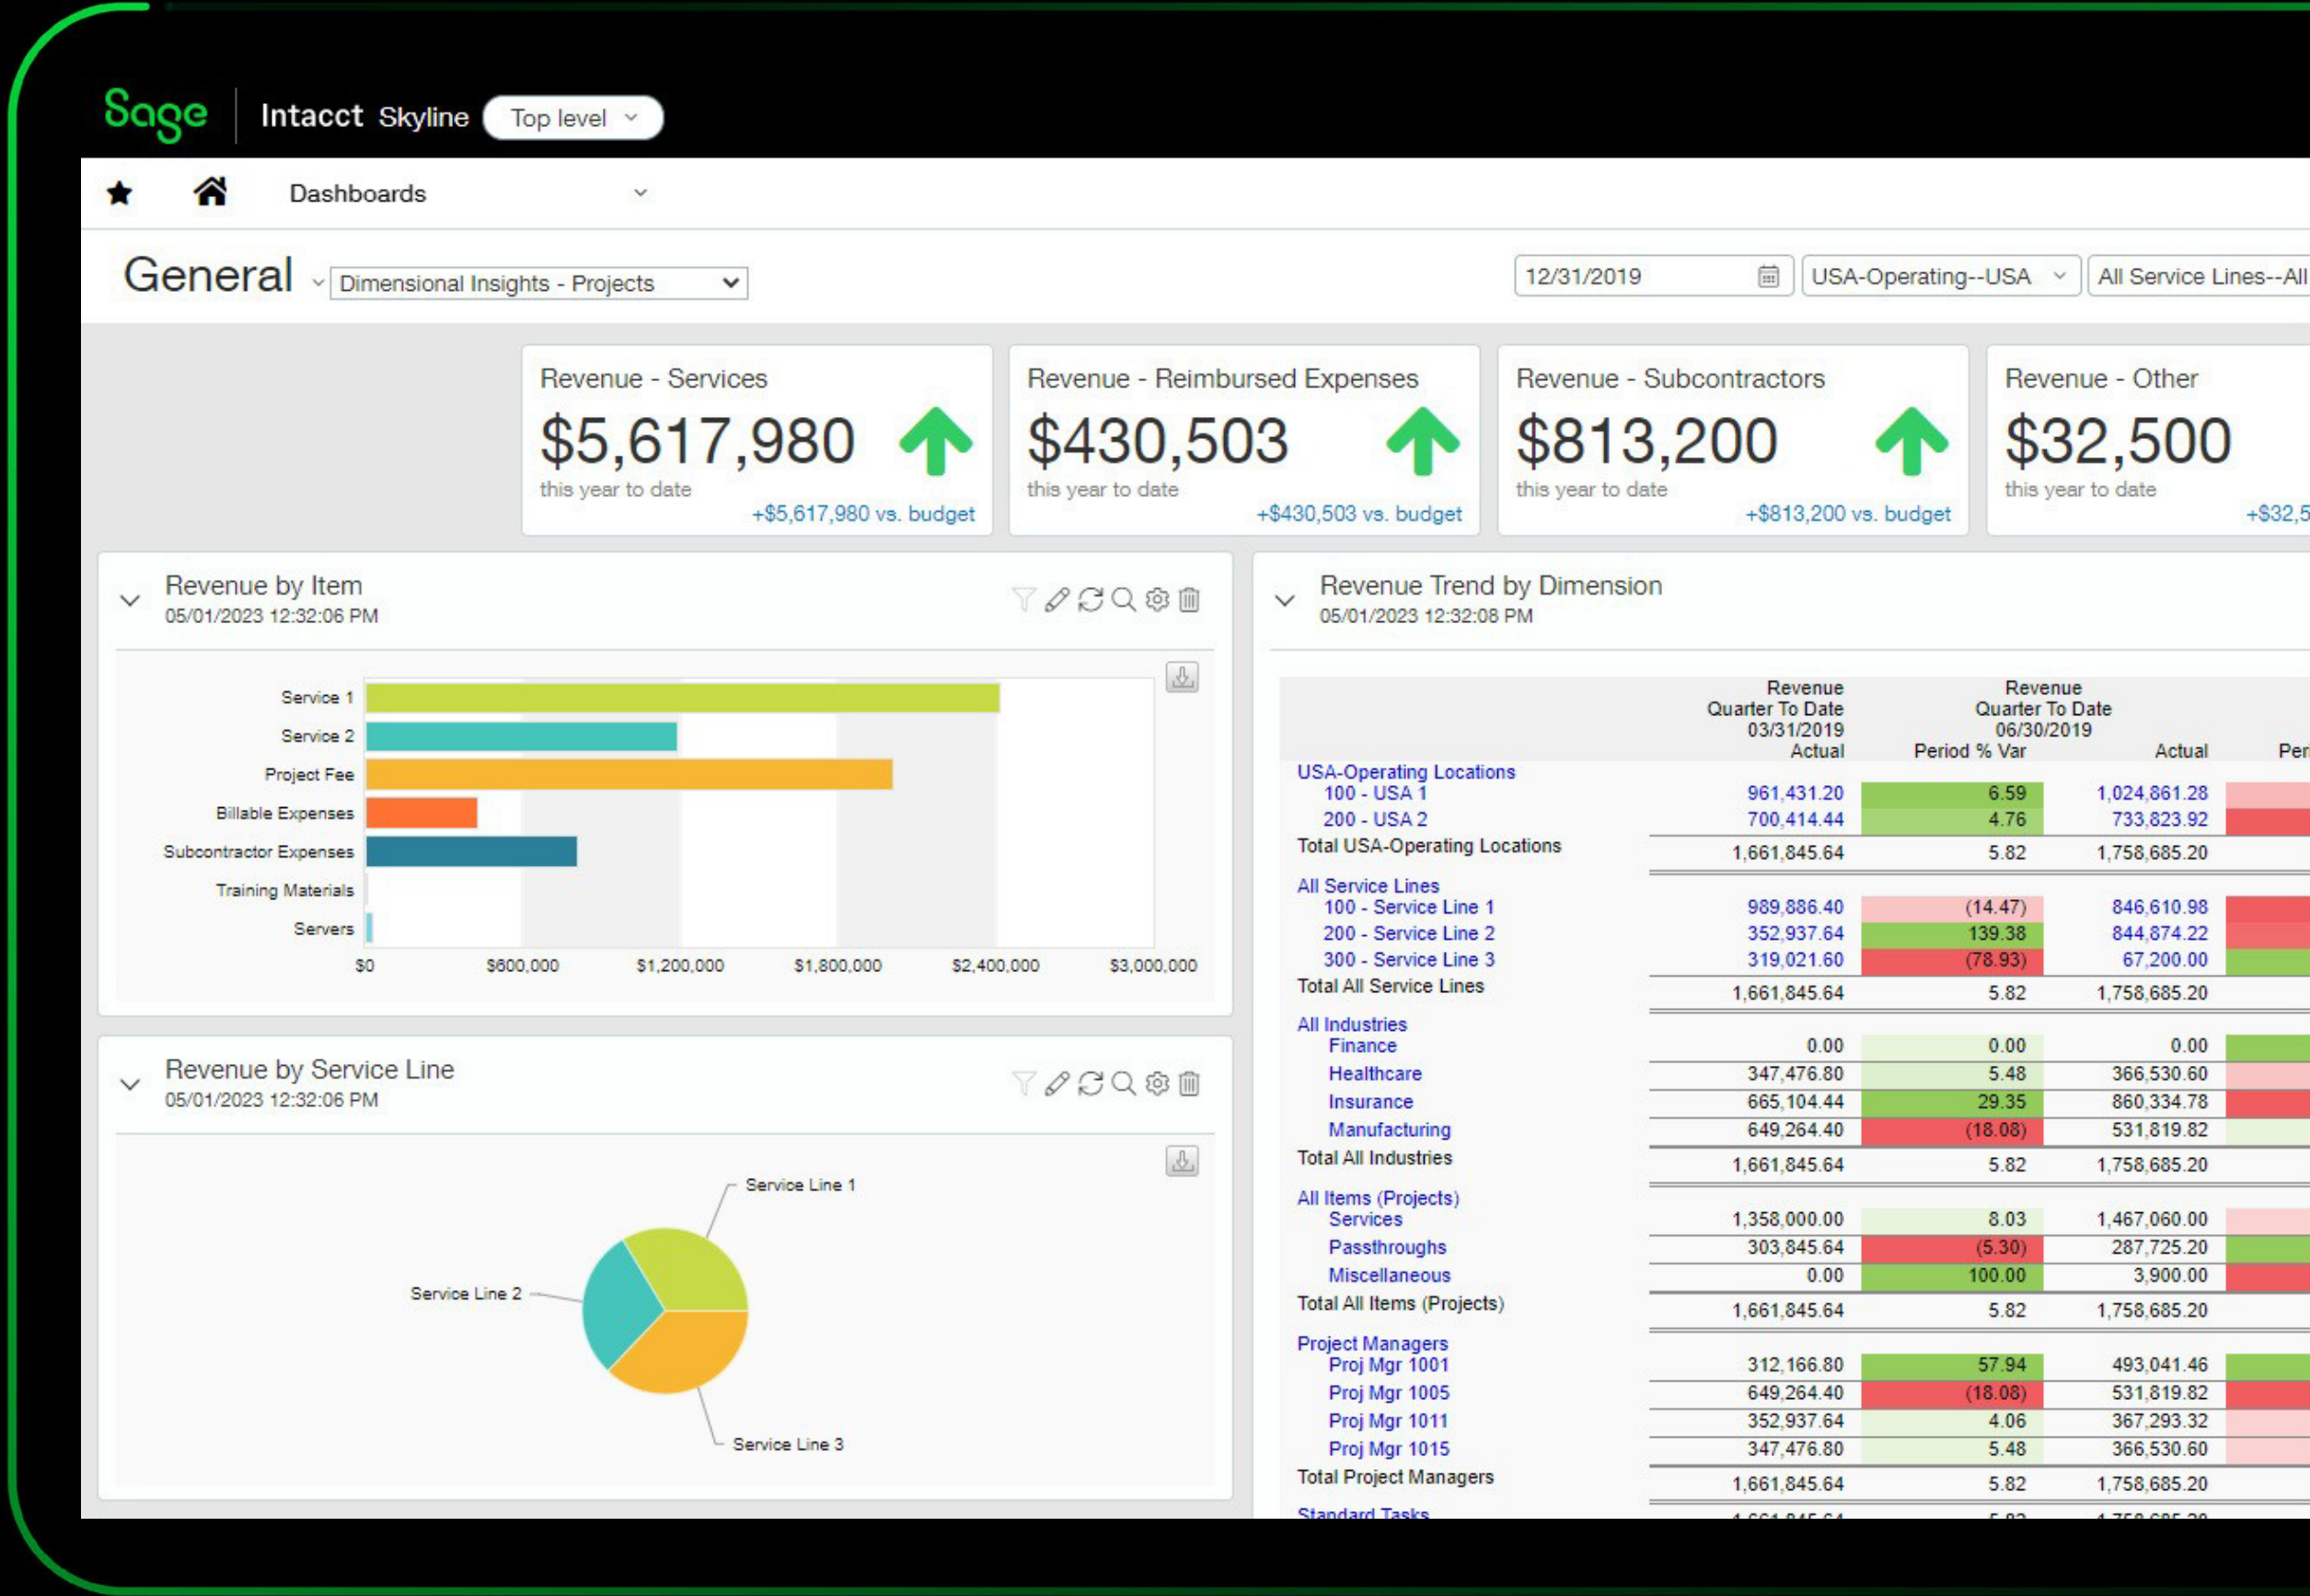 Sage Intacct Skyline Top level
Dashboards
General Dimensional Insights - Projects 12/31/2019 USA-Operating--USA All Service Lines--All
Revenue - Services
$5,617,980
this year to date
+$5,617,980 vs. budget
Revenue - Reimbursed Expenses
$430,503
this year to date
+$430,503 vs. budget
Revenue - Subcontractors
$813,200
this year to date
+$813,200 vs. budget
Revenue - Other
$32,500
this year to date
+$32,5
Revenue by Item
05/01/2023 12:32:06 PM
Service 1
Service 2
Project Fee
Billable Expenses
Subcontractor Expenses
Training Materials
Servers
$0 $600,000 $1,200,000 $1,800,000 $2,400,000 $3,000,000
Revenue by Service Line
05/01/2023 12:32:06 PM
Service Line 1
Service Line 2
Service Line 3
Revenue Trend by Dimension
05/01/2023 12:32:08 PM
Revenue Revenue
Quarter To Date Quarter To Date
03/31/2019 06/30/2019
Actual Period % Var Actual Per
USA-Operating Locations
100 - USA 1 961,431.20 6.59 1,024,861.28
200 - USA 2 700,414.44 4.76 733,823.92
Total USA-Operating Locations 1,661,845.64 5.82 1,758,685.20
All Service Lines
100 - Service Line 1 989,886.40 (14.47) 846,610.98
200 - Service Line 2 352,937.64 139.38 844,874.22
300 - Service Line 3 319,021.60 (78.93) 67,200.00
Total All Service Lines 1,661,845.64 5.82 1,758,685.20
All Industries
Finance 0.00 0.00 0.00
Healthcare 347,476.80 5.48 366,530.60
Insurance 665,104.44 29.35 860,334.78
Manufacturing 649,264.40 (18.08) 531,819.82
Total All Industries 1,661,845.64 5.82 1,758,685.20
All Items (Projects)
Services 1,358,000.00 8.03 1,467,060.00
Passthroughs 303,845.64 (5.30) 287,725.20
Miscellaneous 0.00 100.00 3,900.00
Total All Items (Projects) 1,661,845.64 5.82 1,758,685.20
Project Managers
Proj Mgr 1001 312,166.80 57.94 493,041.46
Proj Mgr 1005 649,264.40 (18.08) 531,819.82
Proj Mgr 1011 352,937.64 4.06 367,293.32
Proj Mgr 1015 347,476.80 5.48 366,530.60
Total Project Managers 1,661,845.64 5.82 1,758,685.20
Standard Tasks